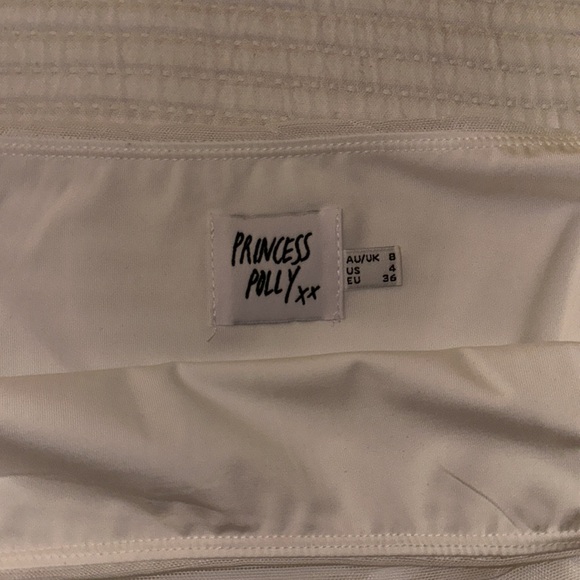 PRINCESS
POLLY xx
AU/UK 8
US 4
EU 36